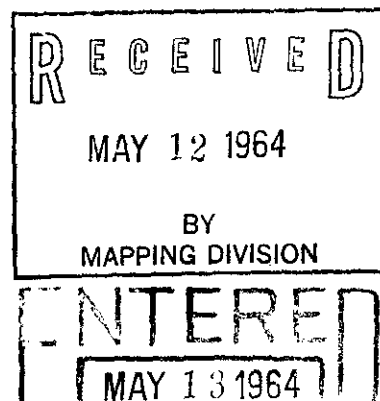 RECEIVED
MAY 12 1964
BY
MAPPING DIVISION
ENTERED
MAY 13 1964